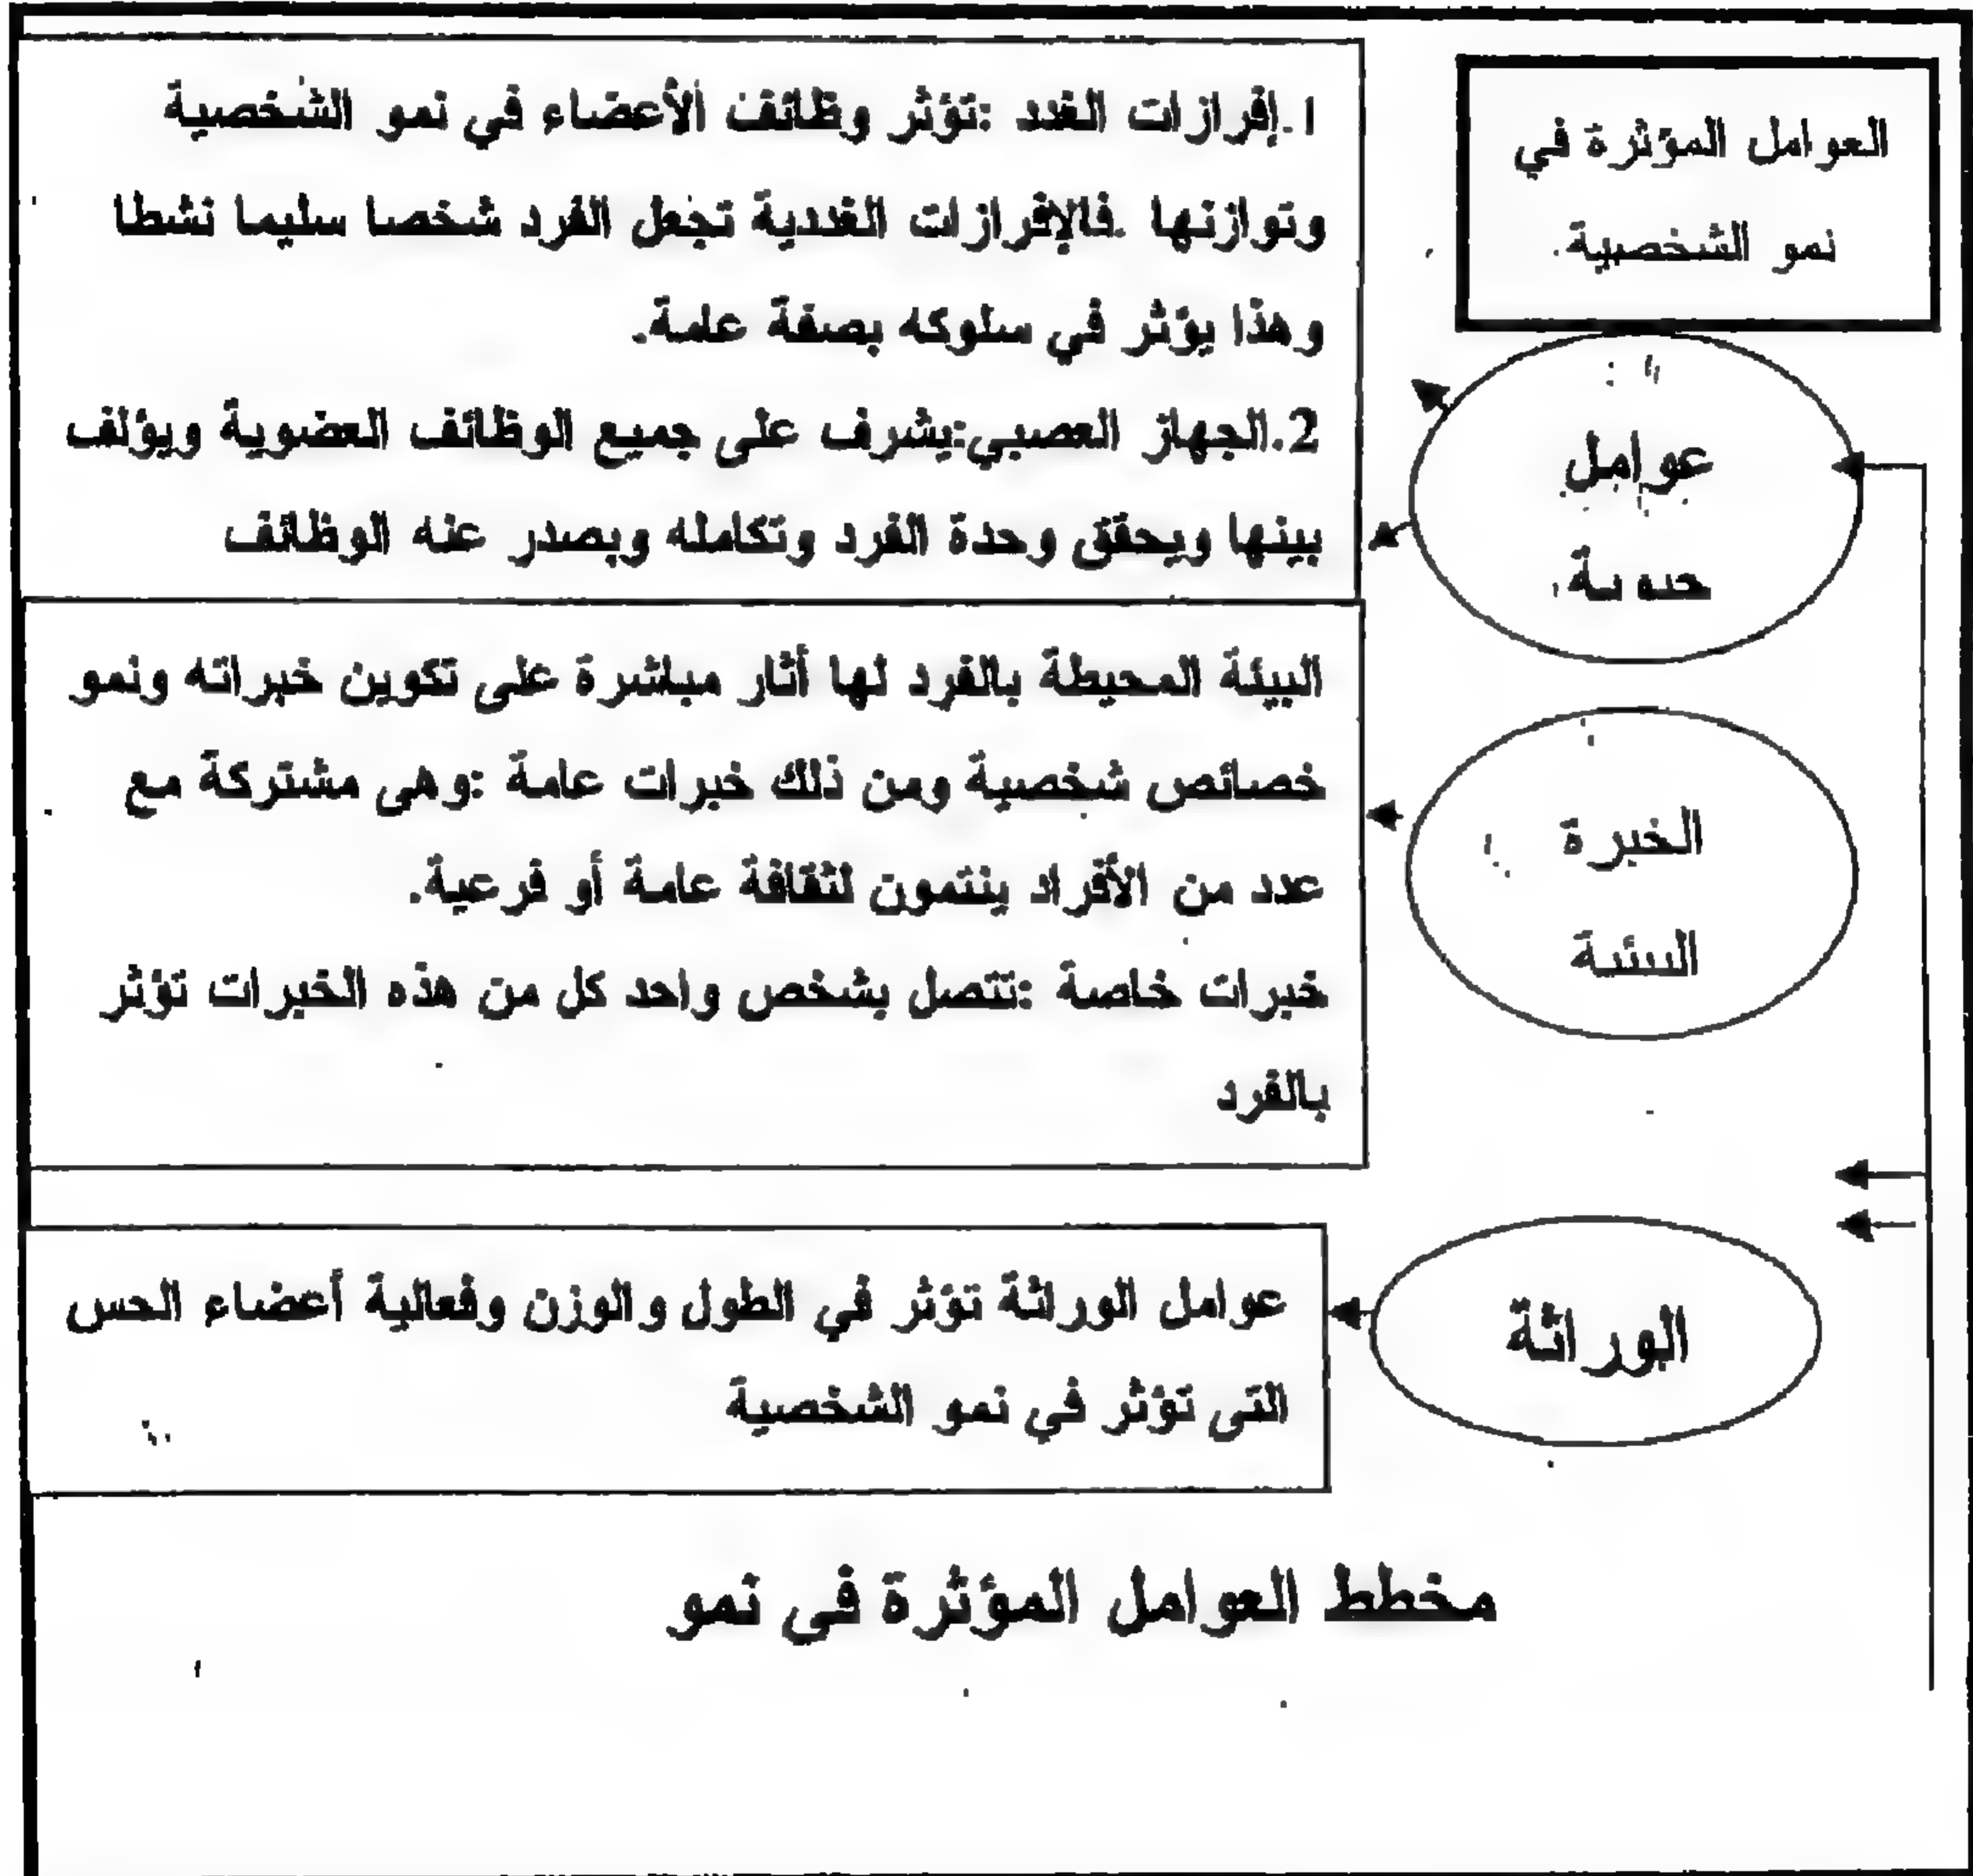 العوامل المؤثرة في
نمو الشخصية.
1.إفرازات الغدد :تؤثر وظائف الأعضاء في نمو الشخصية
وتوازنها .فالإفرازات الغددية تجعل الفرد شخصا سليما نشطا
وهذا يؤثر في سلوكه بصفة عامة.
2.الجهاز العصبي:يشرف على جميع الوظائف العضوية ويؤلف
بينها ويحقق وحدة الفرد وتكامله ويصدر عنه الوظائف
عوامل
حيوية
البيئة المحيطة بالفرد لها أثار مباشرة على تكوين خبراته ونمو
خصائص شخصية ومن ذلك خبرات عامة :وهى مشتركة مع
عدد من الأفراد ينتمون لثقافة عامة أو فرعية.
خبرات خاصة :تتصل بشخص واحد كل من هذه الخبرات تؤثر
بالفرد
الخبرة
البيئية
عوامل الوراثة تؤثر في الطول والوزن وفعالية أعضاء الحس
التى تؤثر في نمو الشخصية
الوراثة
مخطط العوامل المؤثرة في نمو